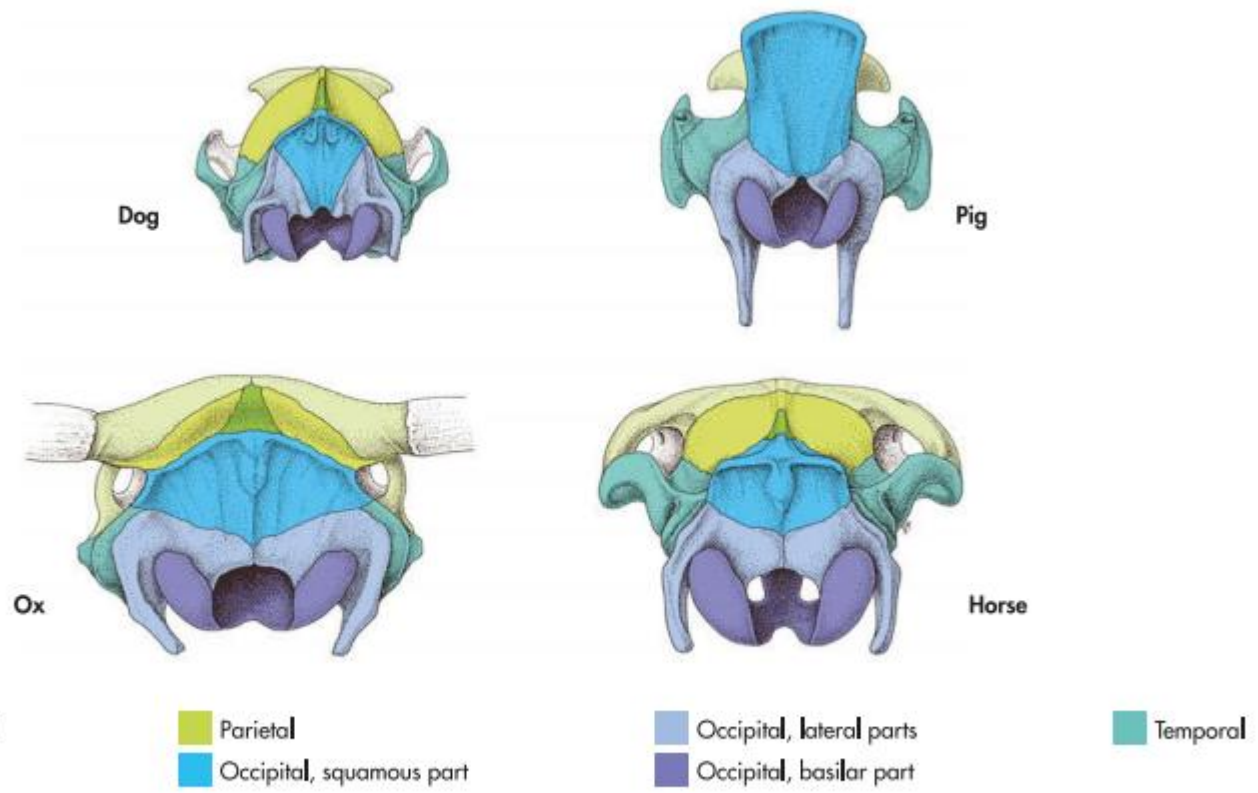 Dog
Pig
Ox
Horse
Parietal
Occipital, lateral parts
Temporal
Occipital, squamous part
Occipital, basilar part